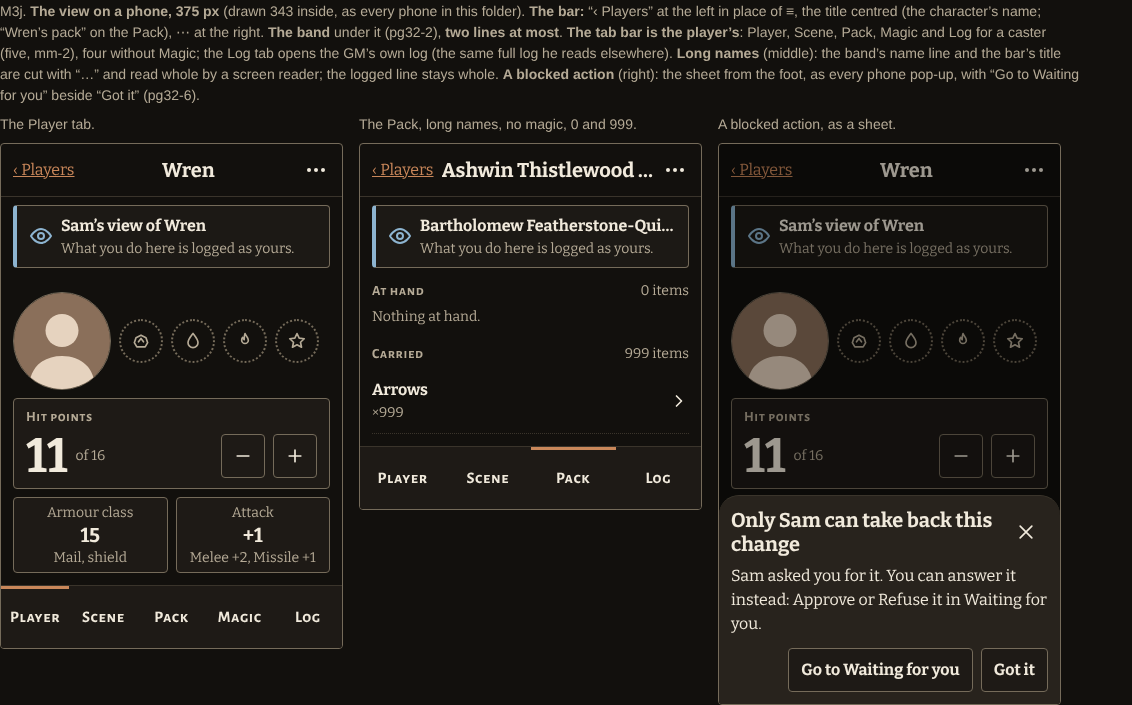 M3j. The view on a phone, 375 px (drawn 343 inside, as every phone in this folder). The bar: “‹ Players” at the left in place of ≡, the title centred (the character’s name;
“Wren’s pack” on the Pack), ⋯ at the right. The band under it (pg32-2), two lines at most. The tab bar is the player’s: Player, Scene, Pack, Magic and Log for a caster
(five, mm-2), four without Magic; the Log tab opens the GM’s own log (the same full log he reads elsewhere). Long names (middle): the band’s name line and the bar’s title
are cut with “…” and read whole by a screen reader; the logged line stays whole. A blocked action (right): the sheet from the foot, as every phone pop-up, with “Go to Waiting
for you” beside “Got it” (pg32-6).
The Player tab.
‹ Players
Wren
Sam’s view of Wren
What you do here is logged as yours.
Hit points
11 of 16
Armour class
15
Mail, shield
Attack
+1
Melee +2, Missile +1
Player Scene Pack Magic Log
The Pack, long names, no magic, 0 and 999.
‹ Players
Ashwin Thistlewood …
Bartholomew Featherstone-Qui…
What you do here is logged as yours.
At hand
0 items
Nothing at hand.
Carried
999 items
Arrows
×999
Player Scene Pack Log
A blocked action, as a sheet.
‹ Players
Wren
Sam’s view of Wren
What you do here is logged as yours.
Hit points
11 of 16
Only Sam can take back this
change
Sam asked you for it. You can answer it
instead: Approve or Refuse it in Waiting for
you.
Go to Waiting for you
Got it